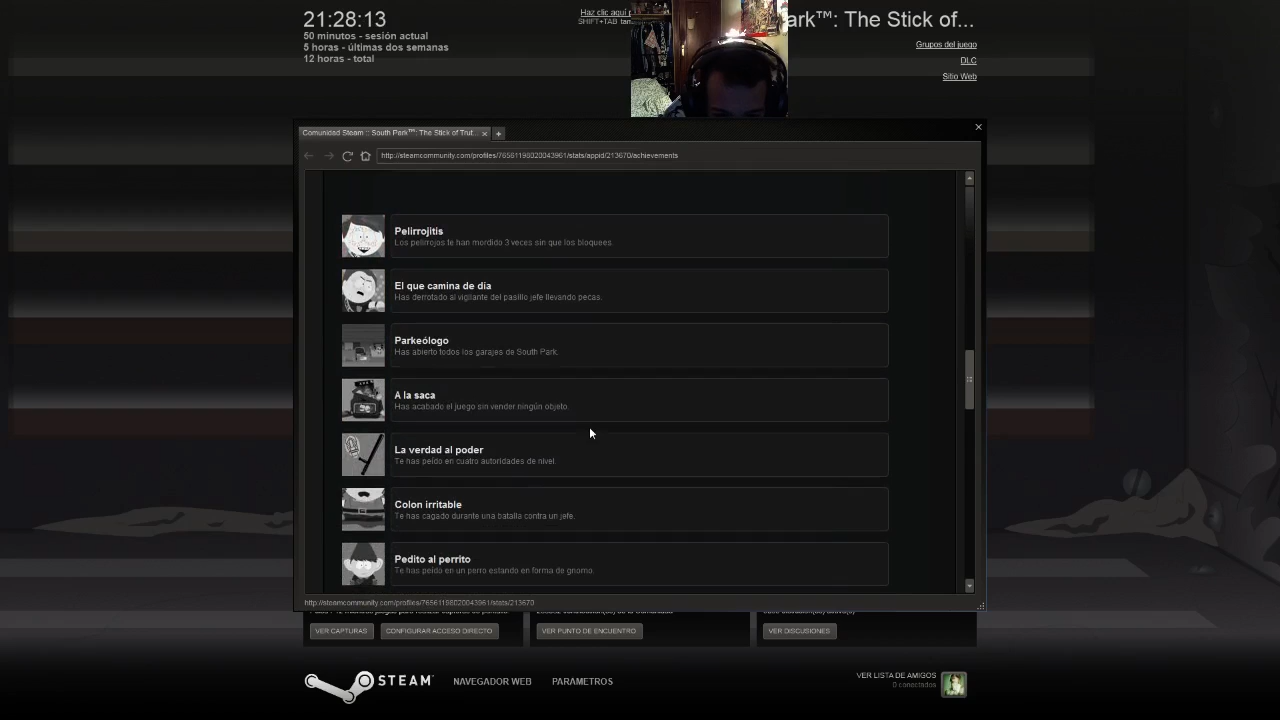 21:28:13
50 minutos - sesión actual
5 horas - últimas dos semanas
12 horas - total
Haz clic aquí
SHIFT+TAB
ark™: The Stick of...
Grupos del juego
DLC
Sitio Web
Comunidad Steam :: South Park™: The Stick of Trut...
http://steamcommunity.com/profiles/76561198020043961/stats/appid/213670/achievements
Pelirrojitis
Los pelirrojos te han mordido 3 veces sin que los bloquees.
El que camina de día
Has derrotado al vigilante del pasillo jefe llevando pecas.
Parkeólogo
Has abierto todos los garajes de South Park.
A la saca
Has acabado el juego sin vender ningún objeto.
La verdad al poder
Te has peído en cuatro autoridades de nivel.
Colon irritable
Te has cagado durante una batalla contra un jefe.
Pedito al perrito
Te has peído en un perro estando en forma de gnomo.
http://steamcommunity.com/profiles/76561198020043961/stats/213670
VER CAPTURAS
CONFIGURAR ACCESO DIRECTO
VER PUNTO DE ENCUENTRO
VER DISCUSIONES
STEAM
NAVEGADOR WEB
PARÁMETROS
VER LISTA DE AMIGOS
0 conectados